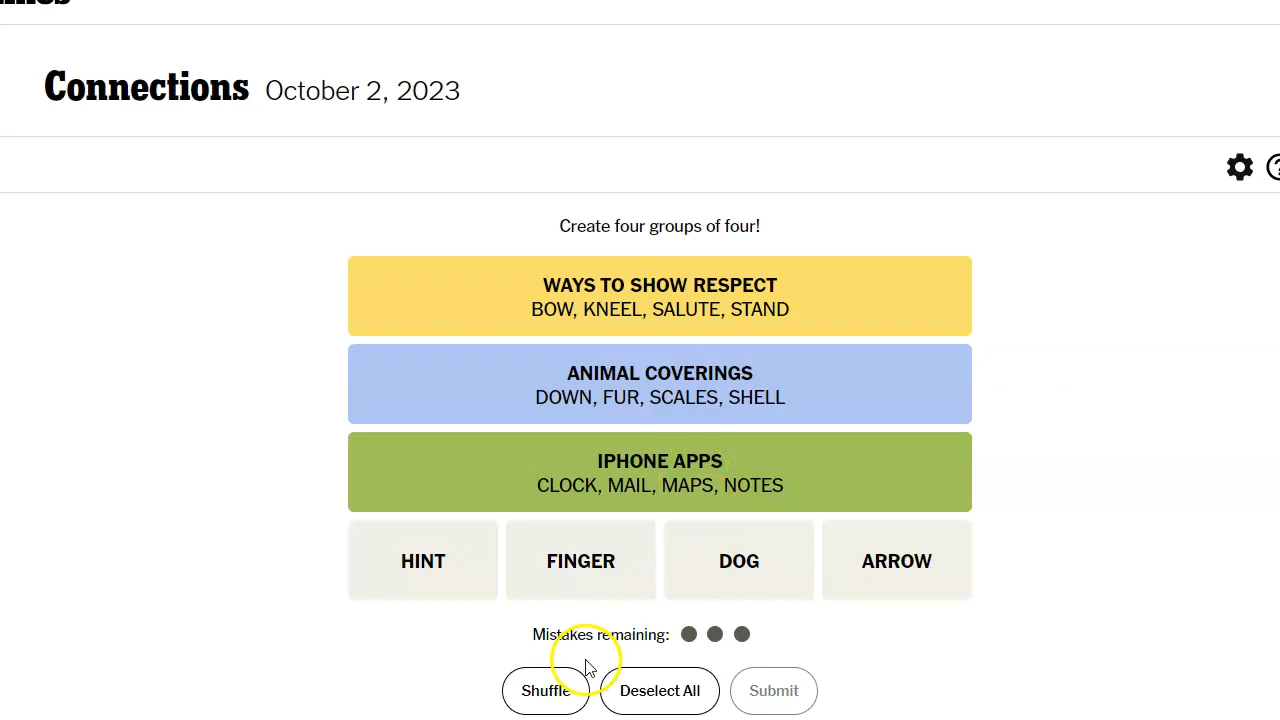 Connections October 2, 2023
Create four groups of four!
WAYS TO SHOW RESPECT
BOW, KNEEL, SALUTE, STAND
ANIMAL COVERINGS
DOWN, FUR, SCALES, SHELL
IPHONE APPS
CLOCK, MAIL, MAPS, NOTES
HINT FINGER DOG ARROW
Mistakes remaining:
Shuffle Deselect All Submit